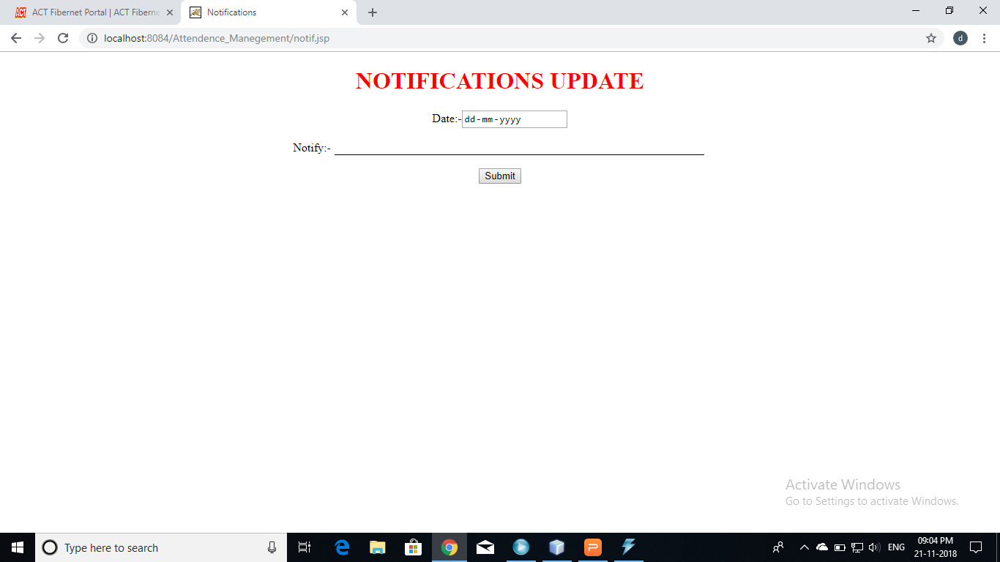 ACT Fibernet Portal | ACT Fiberne
Notifications
localhost:8084/Attendence_Manegement/notif.jsp
d
NOTIFICATIONS UPDATE
Date:- dd-mm-yyyy
Notify:-
Submit
Activate Windows
Go to Settings to activate Windows.
Type here to search
ENG
09:04 PM
21-11-2018